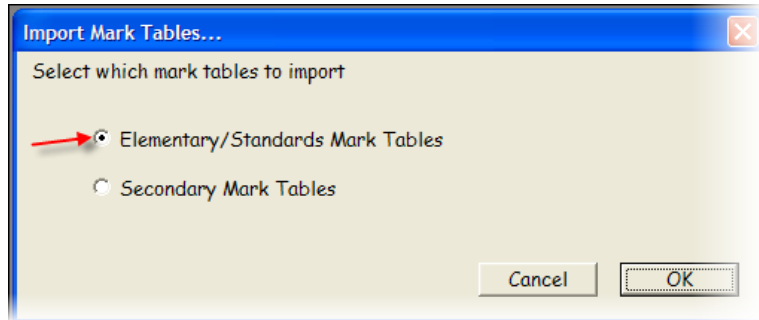 Import Mark Tables...
Select which mark tables to import
Elementary/Standards Mark Tables
Secondary Mark Tables
Cancel OK